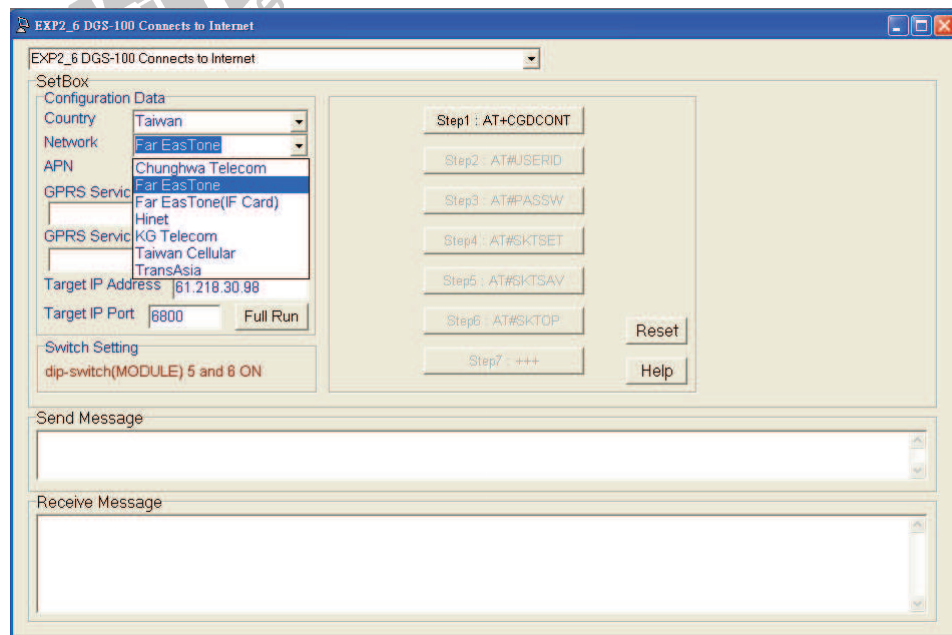 EXP2_6 DGS-100 Connects to Internet
EXP2_6 DGS-100 Connects to Internet
SetBox
Configuration Data
Country Taiwan
Network Far EasTone
APN
Chunghwa Telecom
Far EasTone
Far EasTone(IF Card)
Hinet
KG Telecom
Taiwan Cellular
TransAsia
GPRS Servic
GPRS Servic
Target IP Address 61.218.30.98
Target IP Port 6800 Full Run
Switch Setting
dip-switch(MODULE) 5 and 6 ON
Step1 : AT+CGDCONT
Step2 : AT#USERID
Step3 : AT#PASSW
Step4 : AT#SKTSET
Step5 : AT#SKTSAV
Step6 : AT#SKTOP
Step7 : +++
Reset
Help
Send Message
Receive Message